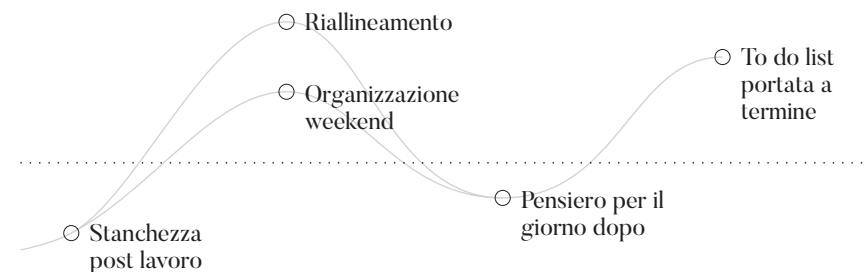 Riallineamento
Organizzazione
weekend
To do list
portata a
termine
Stanchezza
post lavoro
Pensiero per il
giorno dopo